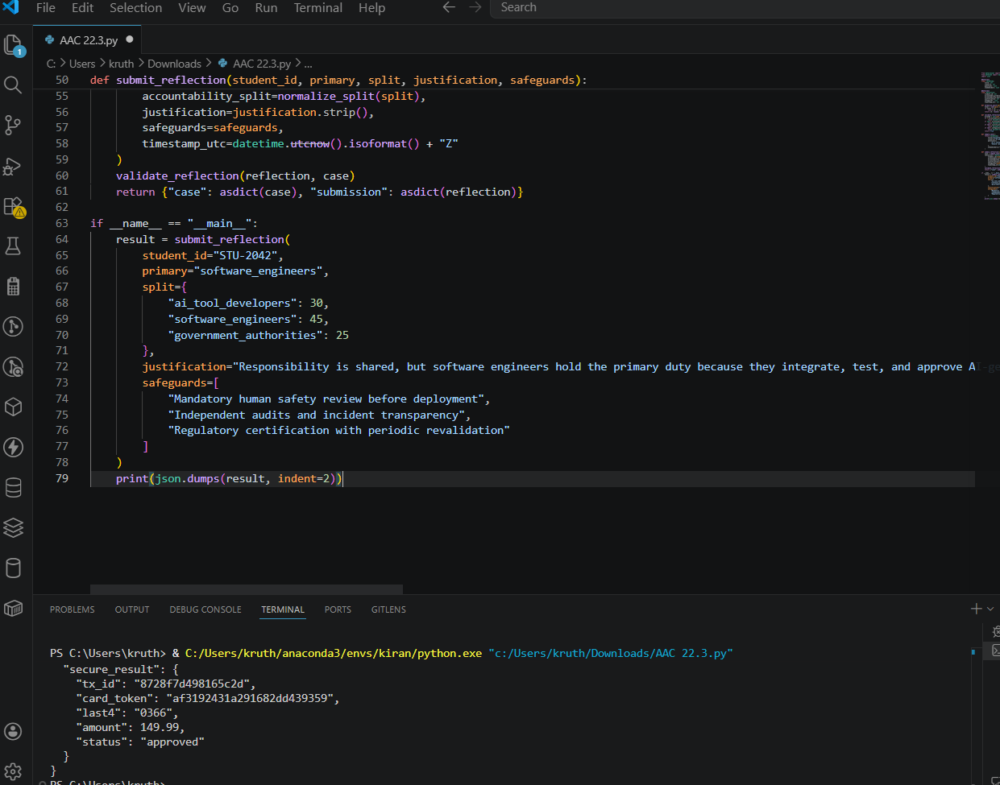 File Edit Selection View Go Run Terminal Help Search
1
AAC 22.3.py
C: > Users > kruth > Downloads > AAC 22.3.py > ...
50 def submit_reflection(student_id, primary, split, justification, safeguards):
55 accountability_split=normalize_split(split),
56 justification=justification.strip(),
57 safeguards=safeguards,
58 timestamp_utc=datetime.utcnow().isoformat() + "Z"
59 )
60 validate_reflection(reflection, case)
61 return {"case": asdict(case), "submission": asdict(reflection)}
62
63 if __name__ == "__main__":
64 result = submit_reflection(
65 student_id="STU-2042",
66 primary="software_engineers",
67 split={
68 "ai_tool_developers": 30,
69 "software_engineers": 45,
70 "government_authorities": 25
71 },
72 justification="Responsibility is shared, but software engineers hold the primary duty because they integrate, test, and approve AI-ge
73 safeguards=[
74 "Mandatory human safety review before deployment",
75 "Independent audits and incident transparency",
76 "Regulatory certification with periodic revalidation"
77 ]
78 )
79 print(json.dumps(result, indent=2))
PROBLEMS OUTPUT DEBUG CONSOLE TERMINAL PORTS GITLENS
PS C:\Users\kruth> & C:/Users/kruth/anaconda3/envs/kiran/python.exe "c:/Users/kruth/Downloads/AAC 22.3.py"
"secure_result": {
"tx_id": "8728f7d498165c2d",
"card_token": "af3192431a291682dd439359",
"last4": "0366",
"amount": 149.99,
"status": "approved"
}
}
PS C:\Users\kruth>